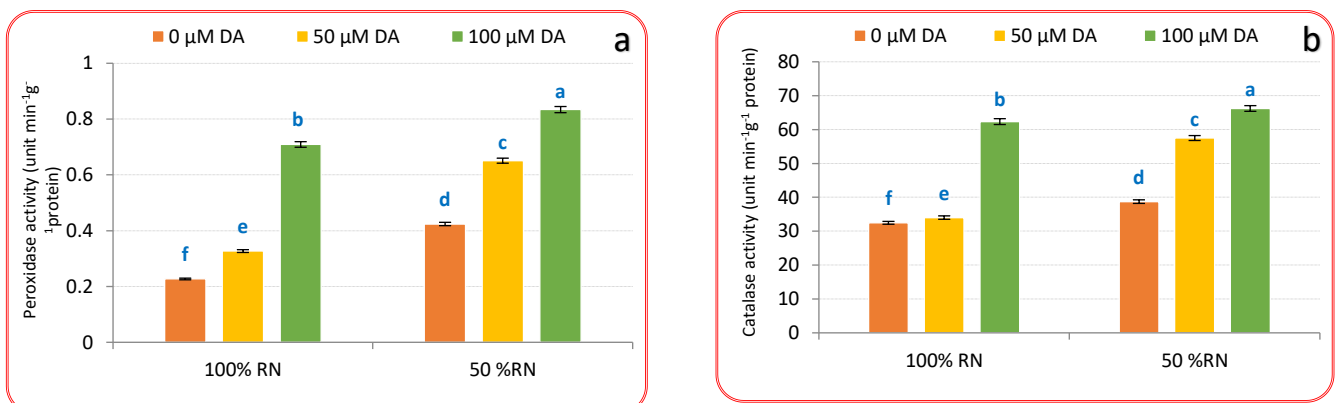 0 µM DA 50 µM DA 100 µM DA
a
Peroxidase activity (unit min⁻¹g⁻
¹protein)
1
0.8
0.6
0.4
0.2
0
f
e
b
d
c
a
100% RN 50 %RN
0 µM DA 50 µM DA 100 µM DA
b
Catalase activity (unit min⁻¹g⁻¹ protein)
80
70
60
50
40
30
20
10
0
f
e
b
d
c
a
100% RN 50 %RN